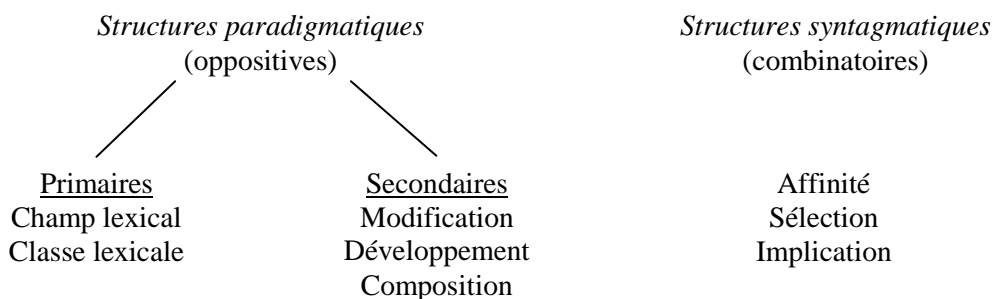 Structures paradigmatiques
(oppositives)
Structures syntagmatiques
(combinatoires)
Primaires
Champ lexical
Classe lexicale
Secondaires
Modification
Développement
Composition
Affinité
Sélection
Implication